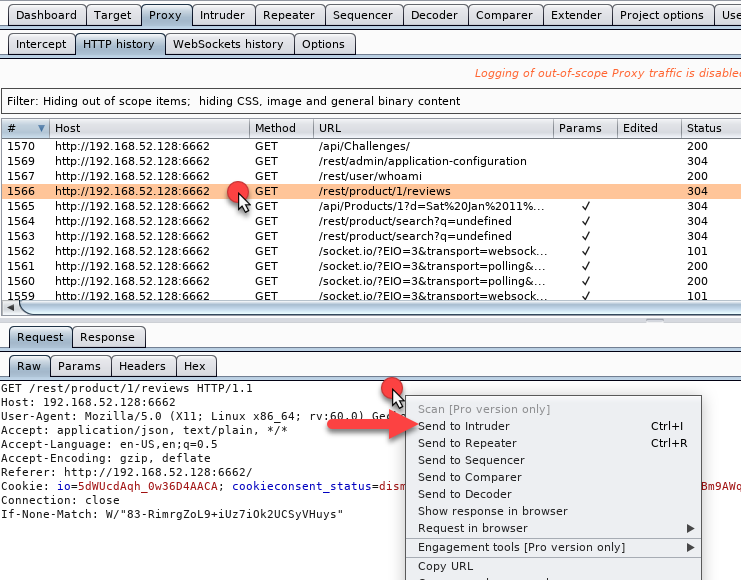 Dashboard Target Proxy Intruder Repeater Sequencer Decoder Comparer Extender Project options Use
Intercept HTTP history WebSockets history Options
Logging of out-of-scope Proxy traffic is disabled
Filter: Hiding out of scope items; hiding CSS, image and general binary content
# Host Method URL Params Edited Status
1570 http://192.168.52.128:6662 GET /api/Challenges/ 200
1569 http://192.168.52.128:6662 GET /rest/admin/application-configuration 304
1567 http://192.168.52.128:6662 GET /rest/user/whoami 200
1566 http://192.168.52.128:6662 GET /rest/product/1/reviews 304
1565 http://192.168.52.128:6662 GET /api/Products/1?d=Sat%20Jan%2011%... ✓ 304
1564 http://192.168.52.128:6662 GET /rest/product/search?q=undefined ✓ 304
1563 http://192.168.52.128:6662 GET /rest/product/search?q=undefined ✓ 304
1562 http://192.168.52.128:6662 GET /socket.io/?EIO=3&transport=websock... ✓ 101
1561 http://192.168.52.128:6662 GET /socket.io/?EIO=3&transport=polling&... ✓ 200
1560 http://192.168.52.128:6662 GET /socket.io/?EIO=3&transport=polling&... ✓ 200
1559 http://192.168.52.128:6662 GET /socket.io/?EIO=3&transport=websock... ✓ 101
Request Response
Raw Params Headers Hex
GET /rest/product/1/reviews HTTP/1.1
Host: 192.168.52.128:6662
User-Agent: Mozilla/5.0 (X11; Linux x86_64; rv:60.0) Gec
Accept: application/json, text/plain, */*
Accept-Language: en-US,en;q=0.5
Accept-Encoding: gzip, deflate
Referer: http://192.168.52.128:6662/
Cookie: io=5dWUcdAqh_0w36D4AACA; cookieconsent_status=dism Bm9AWq
Connection: close
If-None-Match: W/"83-RimrgZoL9+iUz7iOk2UCSyVHuys"
Scan [Pro version only]
Send to Intruder Ctrl+I
Send to Repeater Ctrl+R
Send to Sequencer
Send to Comparer
Send to Decoder
Show response in browser
Request in browser
Engagement tools [Pro version only]
Copy URL